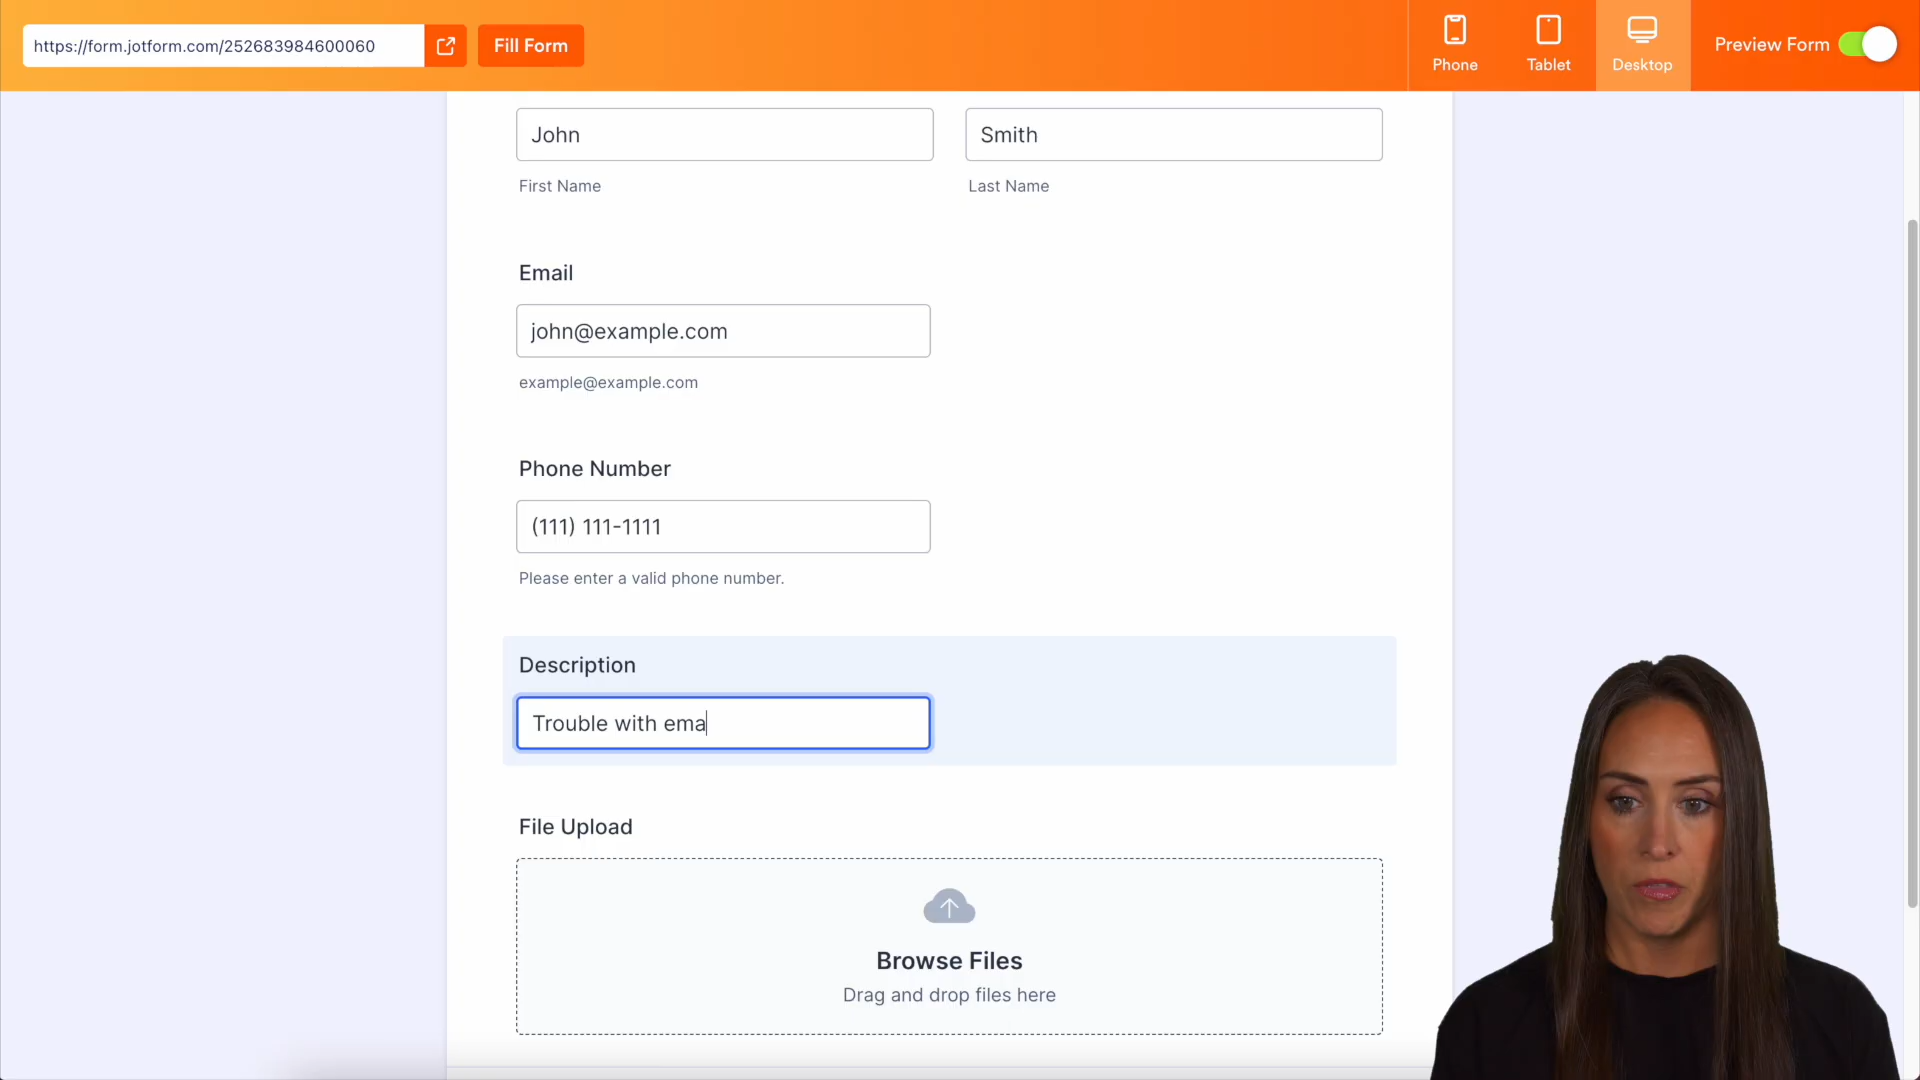 https://form.jotform.com/252683984600060
Fill Form
Phone
Tablet
Desktop
Preview Form
John
Smith
First Name
Last Name
Email
john@example.com
example@example.com
Phone Number
(111) 111-1111
Please enter a valid phone number.
Description
Trouble with ema
File Upload
Browse Files
Drag and drop files here